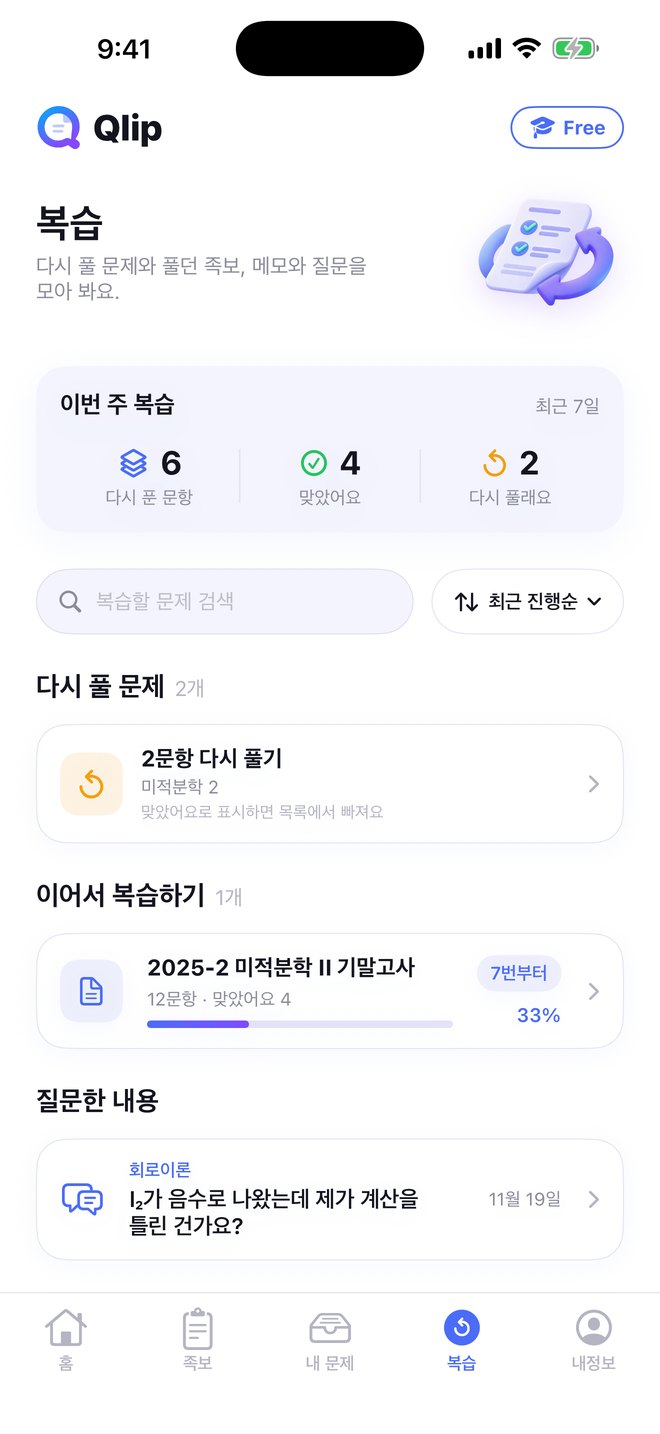 9:41
Qlip
Free
복습
다시 풀 문제와 풀던 족보, 메모와 질문을
모아 봐요.
이번 주 복습
최근 7일
6
4
2
다시 푼 문항
맞았어요
다시 풀래요
복습할 문제 검색
최근 진행순
다시 풀 문제 2개
2문항 다시 풀기
미적분학 2
맞았어요로 표시하면 목록에서 빠져요
이어서 복습하기 1개
2025-2 미적분학 II 기말고사
7번부터
12문항 · 맞았어요 4
33%
질문한 내용
회로이론
I₂가 음수로 나왔는데 제가 계산을
틀린 건가요?
11월 19일
홈
족보
내 문제
복습
내정보